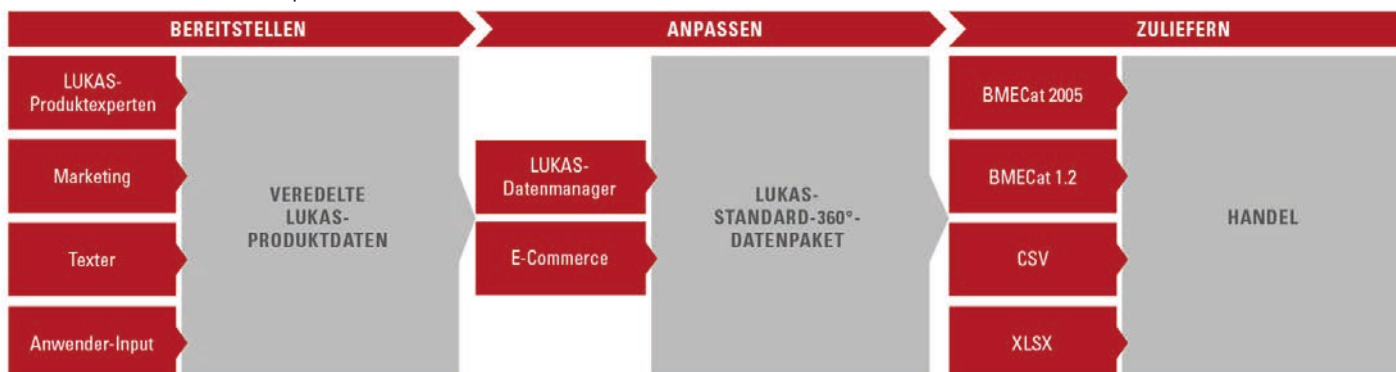 BEREITSTELLEN
ANPASSEN
ZULIEFERN
LUKAS-
Produktexperten
Marketing
Texter
Anwender-Input
VEREDELTE
LUKAS-
PRODUKTDATEN
LUKAS-
Datenmanager
E-Commerce
LUKAS-
STANDARD-360°-
DATENPAKET
BMECat 2005
BMECat 1.2
CSV
XLSX
HANDEL